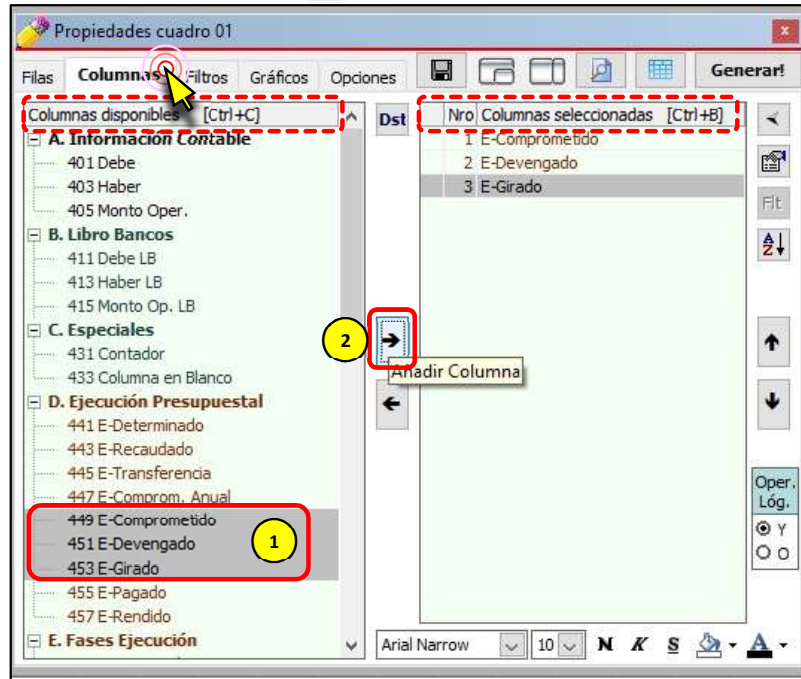 Propiedades cuadro 01
Filas Columnas Filtros Gráficos Opciones Generar!
Columnas disponibles [Ctrl+C]
A. Información Contable
401 Debe
403 Haber
405 Monto Oper.
B. Libro Bancos
411 Debe LB
413 Haber LB
415 Monto Op. LB
C. Especiales
431 Contador
433 Columna en Blanco
D. Ejecución Presupuestal
441 E-Determinado
443 E-Recaudado
445 E-Transferencia
447 E-Comprom. Anual
449 E-Comprometido
451 E-Devengado
453 E-Girado
1
455 E-Pagado
457 E-Rendido
E. Fases Ejecución
Dst
2
Añadir Columna
Nro Columnas seleccionadas [Ctrl+B]
1 E-Comprometido
2 E-Devengado
3 E-Girado
Flt
A
Z
Oper.
Lóg.
Y
O
Arial Narrow 10 N K S A